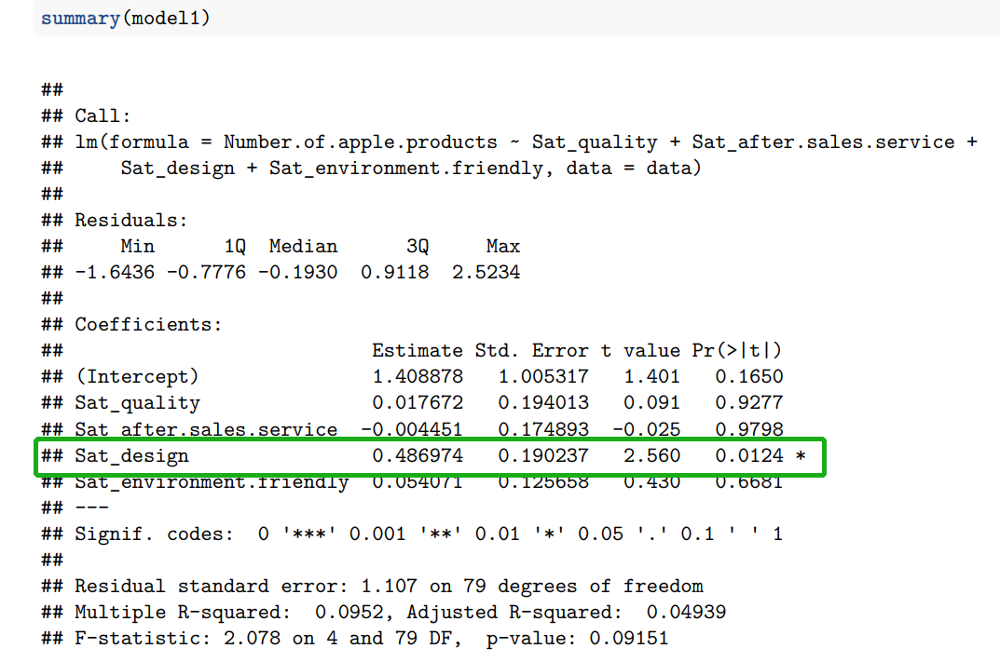 summary(model1)
##
## Call:
## lm(formula = Number.of.apple.products ~ Sat_quality + Sat_after.sales.service +
##     Sat_design + Sat_environment.friendly, data = data)
##
## Residuals:
##     Min      1Q  Median      3Q     Max
## -1.6436 -0.7776 -0.1930  0.9118  2.5234
##
## Coefficients:
##                           Estimate Std. Error t value Pr(>|t|)
## (Intercept)               1.408878   1.005317   1.401   0.1650
## Sat_quality               0.017672   0.194013   0.091   0.9277
## Sat_after.sales.service  -0.004451   0.174893  -0.025   0.9798
## Sat_design                0.486974   0.190237   2.560   0.0124 *
## Sat_environment.friendly  0.054071   0.125658   0.430   0.6681
## ---
## Signif. codes:  0 '***' 0.001 '**' 0.01 '*' 0.05 '.' 0.1 ' ' 1
##
## Residual standard error: 1.107 on 79 degrees of freedom
## Multiple R-squared:  0.0952, Adjusted R-squared:  0.04939
## F-statistic: 2.078 on 4 and 79 DF,  p-value: 0.09151